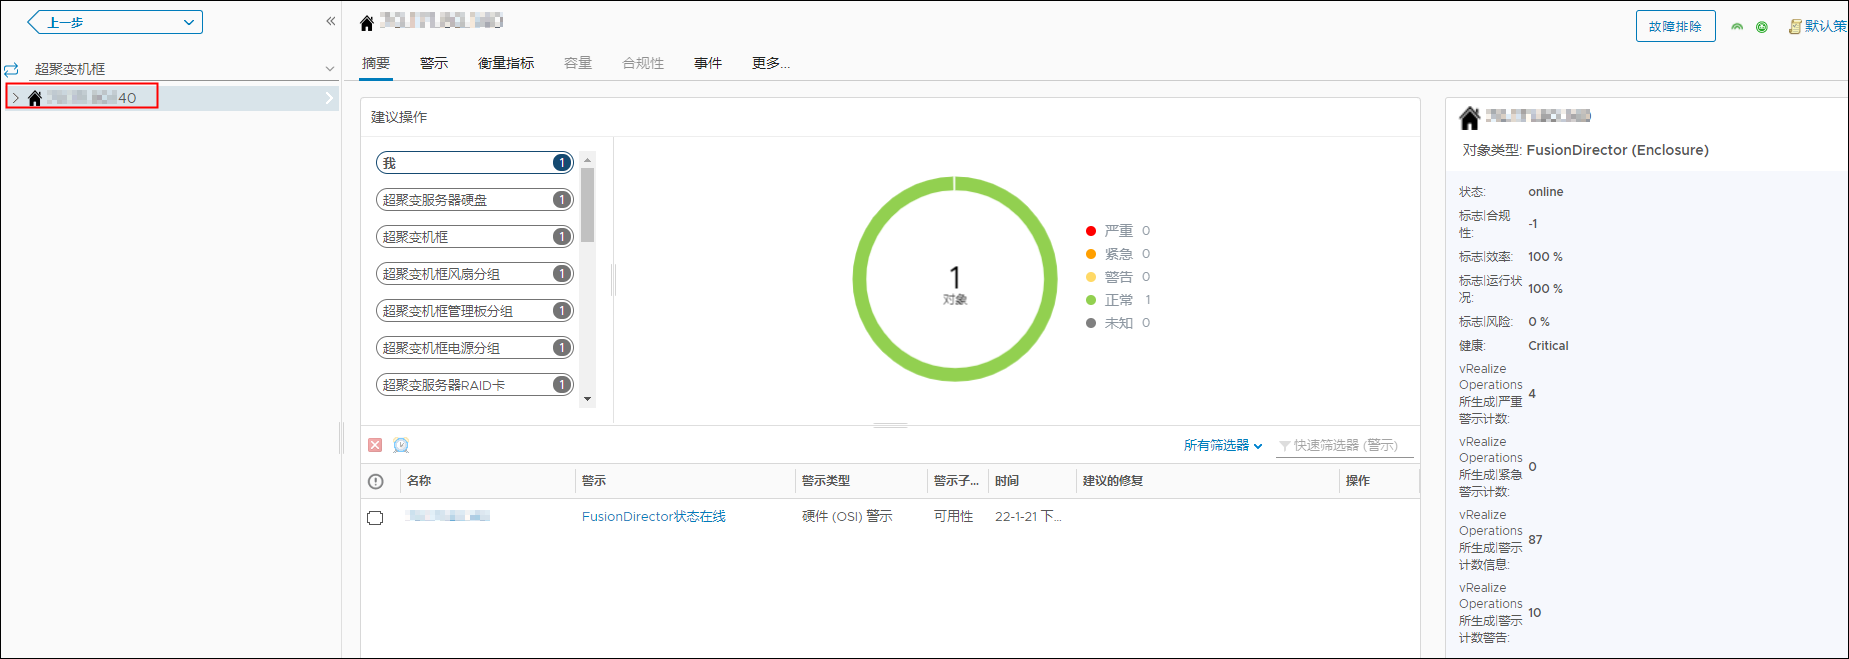 上一步
超聚变机框
40
故障排除
默认策
摘要 警示 衡量指标 容量 合规性 事件 更多...
建议操作
我 1
超聚变服务器硬盘 1
超聚变机框 1
超聚变机框风扇分组 1
超聚变机框管理板分组 1
超聚变机框电源分组 1
超聚变服务器RAID卡 1
1
对象
严重 0
紧急 0
警告 0
正常 1
未知 0
所有筛选器 快速筛选器 (警示)
名称 警示 警示类型 警示子... 时间 建议的修复 操作
FusionDirector状态在线 硬件 (OSI) 警示 可用性 22-1-21 下...
对象类型: FusionDirector (Enclosure)
状态: online
标志|合规
性: -1
标志|效率: 100 %
标志|运行状
况: 100 %
标志|风险: 0 %
健康: Critical
vRealize
Operations
所生成|严重
警示计数: 4
vRealize
Operations
所生成|紧急
警示计数: 0
vRealize
Operations
所生成|警示
计数信息: 87
vRealize
Operations
所生成|警示
计数警告: 10